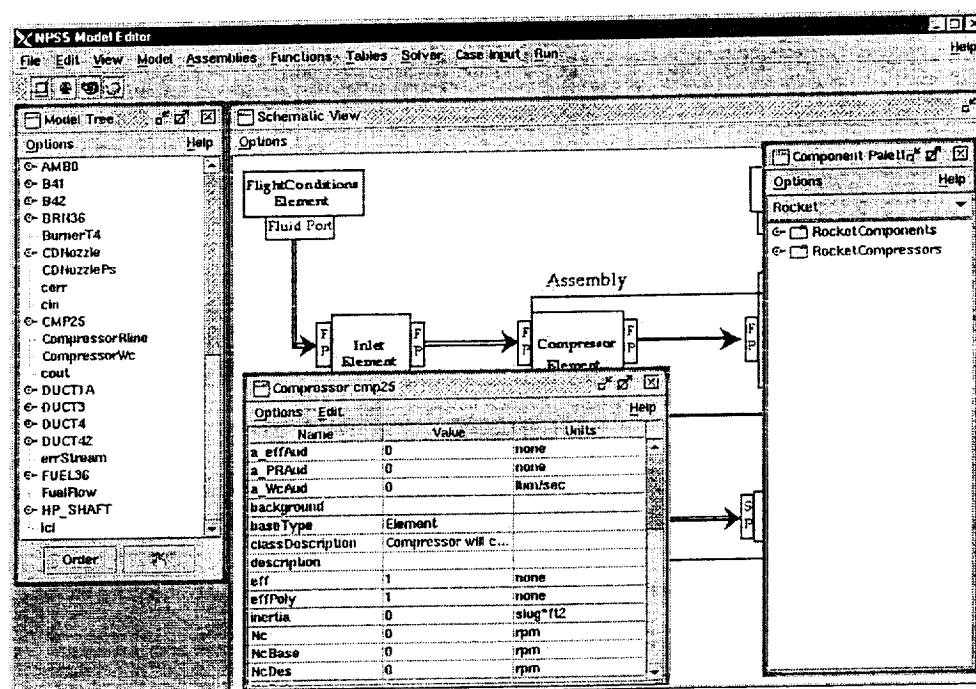 NPSS Model Editor
File Edit View Model Assemblies Functions Tables Solver Case Input Run Help
Model Tree
Options Help
AMB0
B41
B42
BRN36
BurnerT4
CDNozzle
CDNozzlePs
cerr
cin
CMP25
CompressorRline
CompressorWc
cout
DUCT1A
DUCT3
DUCT4
DUCT42
errStream
FUEL36
FuelFlow
HP_SHAFT
Order
Schematic View
Options
FlightConditions
Element
Fluid Port
F
P
Inlet
Element
F
P
Assembly
F
P
Compressor
Element
F
P
F
P
S
P
Compressor cmp25
Options Edit Help
Name Value Units
a_effAud 0 none
a_PRAud 0 none
a_WcAud 0 lbm/sec
background
baseType Element
classDescription Compressor will c...
description
eff 1 none
effPoly 1 none
inertia 0 slug*ft2
Nc 0 rpm
NcBase 0 rpm
NcDes 0 rpm
Component Palett
Options Help
Rocket
RocketComponents
RocketCompressors